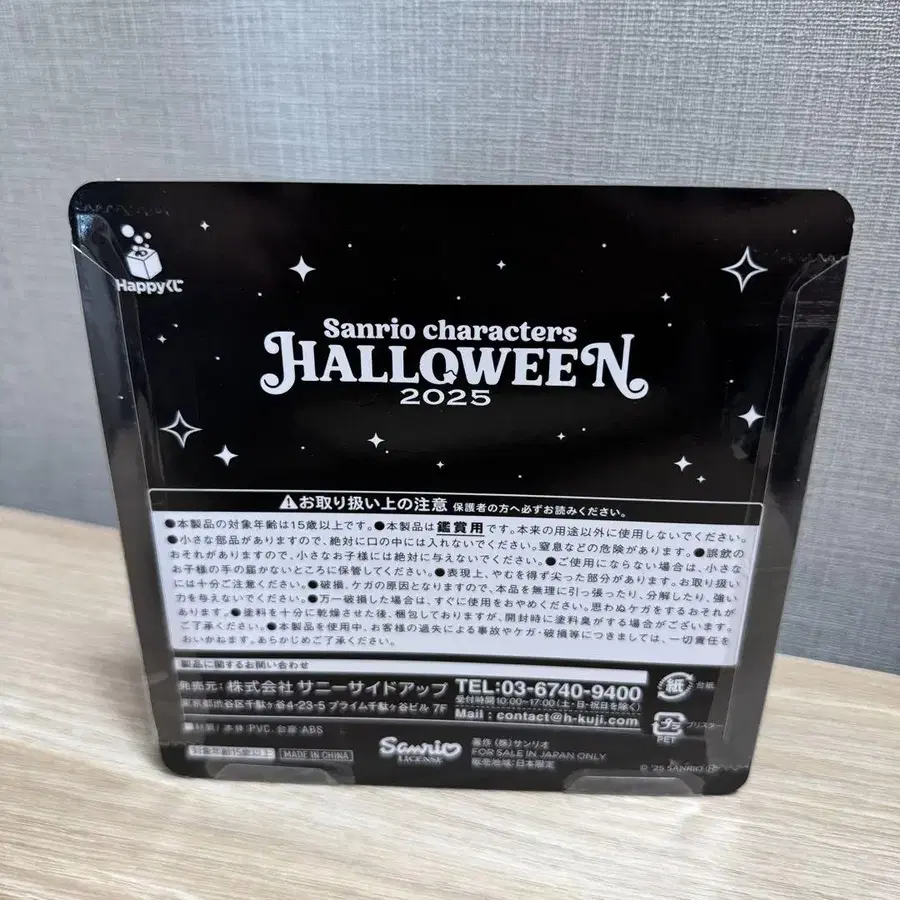 Happyくじ
Sanrio characters
HALLOWEEN
2025
⚠お取り扱い上の注意 保護者の方へ必ずお読みください。
●本製品の対象年齢は15歳以上です。●本製品は鑑賞用です。本来の用途以外に使用しないでください。
●小さな部品がありますので、絶対に口の中には入れないでください。窒息などの危険があります。●誤飲の
おそれがありますので、小さなお子様には絶対に与えないでください。●ご使用にならない場合は、小さな
お子様の手の届かないところに保管してください。●表現上、やむを得ず尖った部分があります。お取り扱い
には十分ご注意ください。●破損、ケガの原因となりますので、本品を無理に引っ張ったり、分解したり、強い
力を与えないでください。●万一破損した場合は、すぐに使用をおやめください。思わぬケガをするおそれが
あります。●塗料を十分に乾燥させた後、梱包しておりますが、開封時に塗料臭がする場合がございます。
ご了承ください。●本製品を使用中、お客様の過失による事故やケガ・破損等につきましては、一切責任を
おいかねます。あらかじめご了承ください。
製品に関するお問い合わせ
発売元：株式会社 サニーサイドアップ
東京都渋谷区千駄ヶ谷4-23-5 プライム千駄ヶ谷ビル 7F
TEL:03-6740-9400
受付時間10:00〜17:00(土・日・祝日を除く)
Mail : contact@h-kuji.com
紙 台紙
プラ ブリスター
PET
■材質/本体 PVC、台座 ABS
対象年齢15歳以上
MADE IN CHINA
Sanrio
LICENSE
著作（株）サンリオ
FOR SALE IN JAPAN ONLY
販売地域：日本限定
© '25 SANRIO